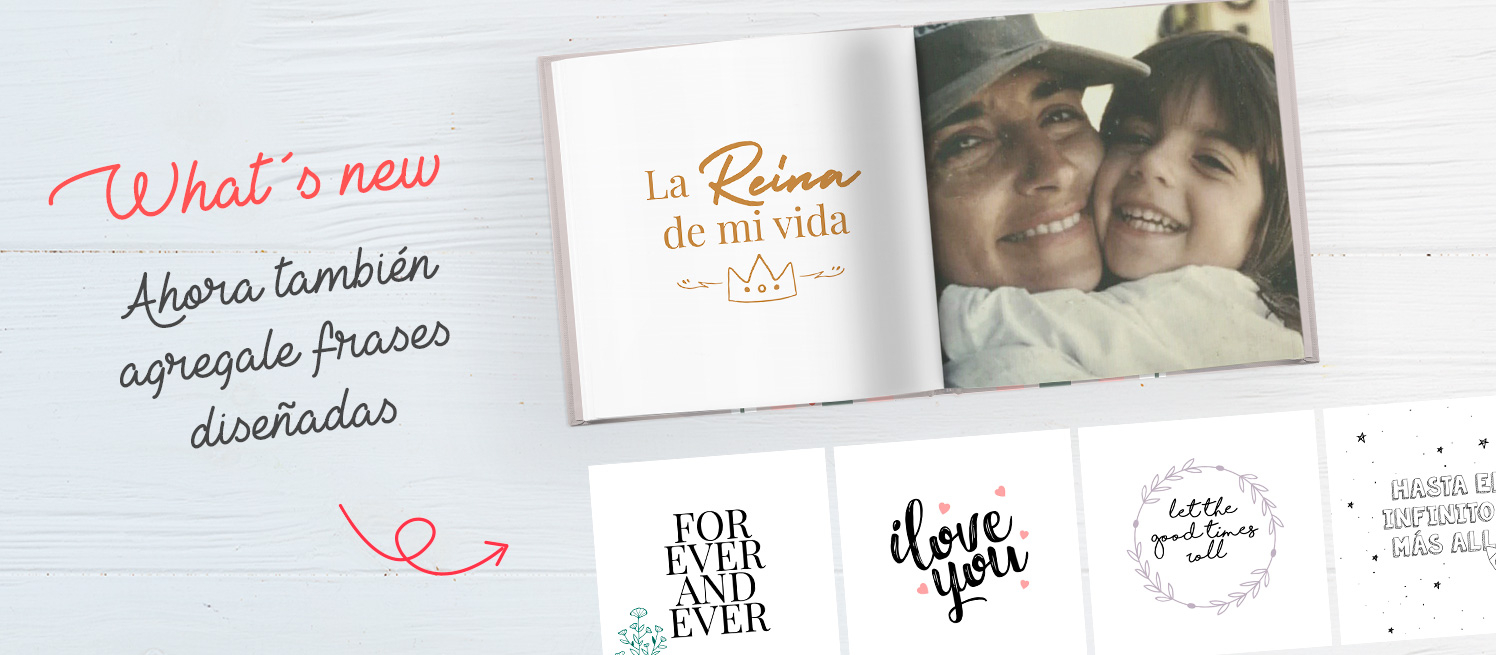 What´s new
Ahora también
agregale frases
diseñadas
La Reina
de mi vida
FOR
EVER
AND
EVER
i love
you
let the
good times
roll
HASTA EL
INFINITO
MÁS ALL